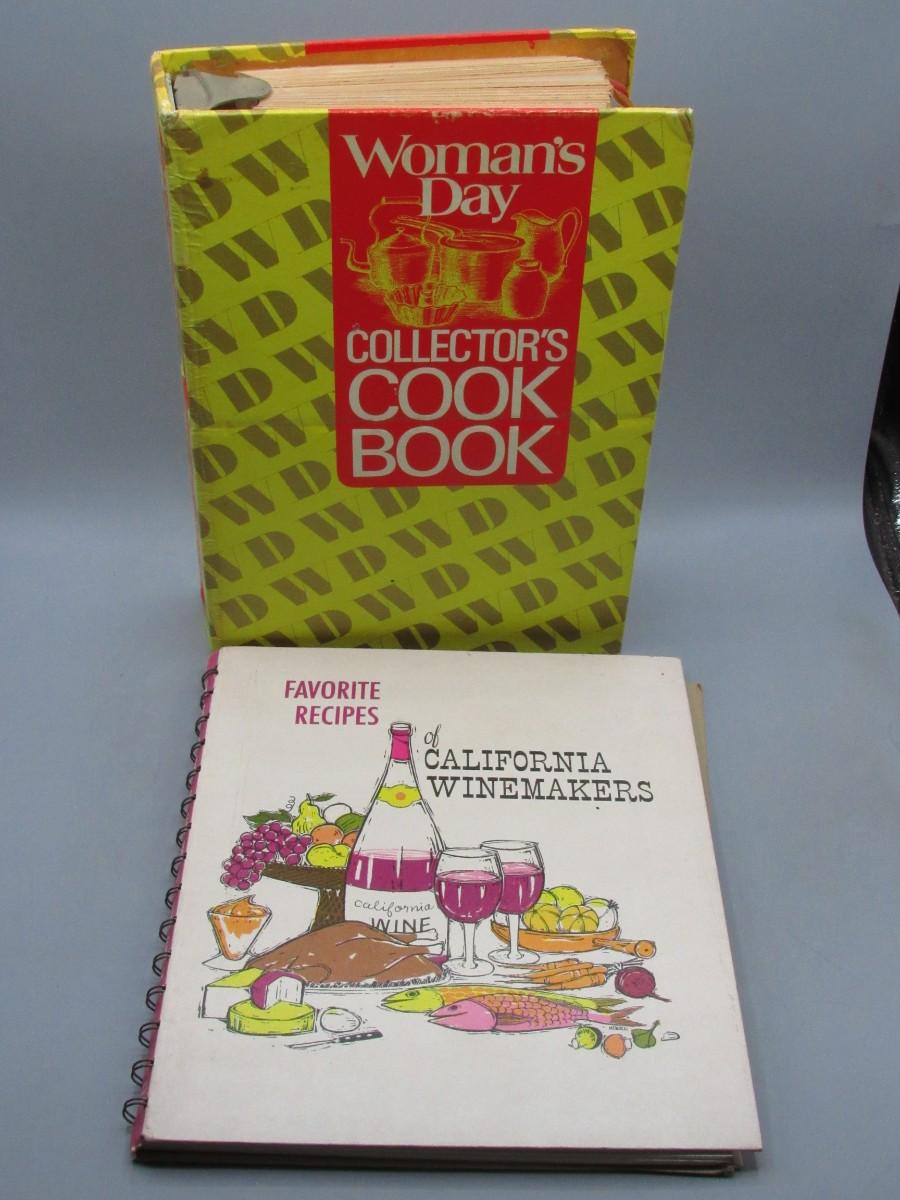 Woman's
Day
COLLECTOR'S
COOK
BOOK
FAVORITE
RECIPES
of
CALIFORNIA
WINEMAKERS
california
WINE